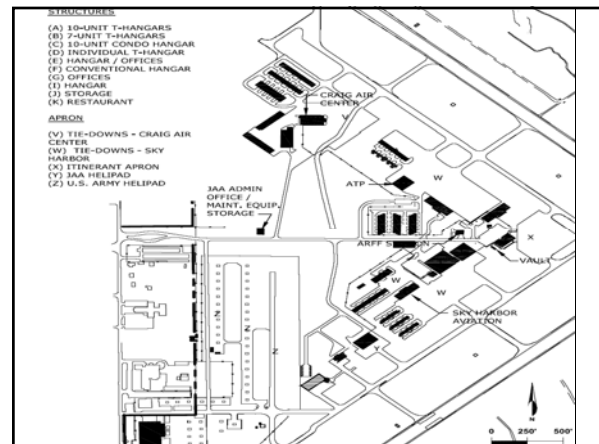 STRUCTURES
(A) 10-UNIT T-HANGARS
(B) 7-UNIT T-HANGARS
(C) 10-UNIT CONDO HANGAR
(D) INDIVIDUAL T-HANGAR
(E) HANGAR / OFFICES
(F) CONVENTIONAL HANGAR
(G) OFFICES
(I) HANGAR
(J) STORAGE
(K) RESTAURANT
APRON
(V) TIE-DOWNS - CRAIG AIR
CENTER
(W) TIE-DOWNS - SKY
HARBOR
(X) ITINERANT APRON
(Y) JAA HELIPAD
(Z) U.S. ARMY HELIPAD
CRAIG AIR
CENTER
V
ATP
W
W
JAA ADMIN
OFFICE /
MAINT. EQUIP.
STORAGE
X
VAULT
W
W
SKY HARBOR
AVIATION
Z
Z
Z
Y
N
0 250' 500'